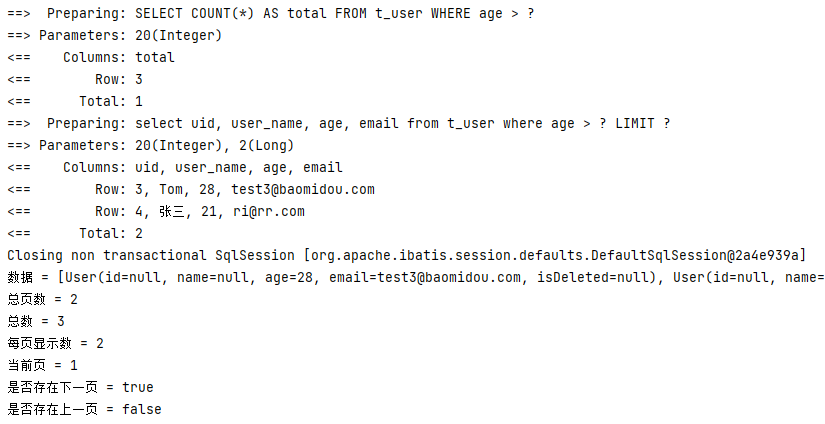 ==>  Preparing: SELECT COUNT(*) AS total FROM t_user WHERE age > ?
==> Parameters: 20(Integer)
<==    Columns: total
<==        Row: 3
<==      Total: 1
==>  Preparing: select uid, user_name, age, email from t_user where age > ? LIMIT ?
==> Parameters: 20(Integer), 2(Long)
<==    Columns: uid, user_name, age, email
<==        Row: 3, Tom, 28, test3@baomidou.com
<==        Row: 4, 张三, 21, ri@rr.com
<==      Total: 2
Closing non transactional SqlSession [org.apache.ibatis.session.defaults.DefaultSqlSession@2a4e939a]
数据 = [User(id=null, name=null, age=28, email=test3@baomidou.com, isDeleted=null), User(id=null, name=
总页数 = 2
总数 = 3
每页显示数 = 2
当前页 = 1
是否存在下一页 = true
是否存在上一页 = false